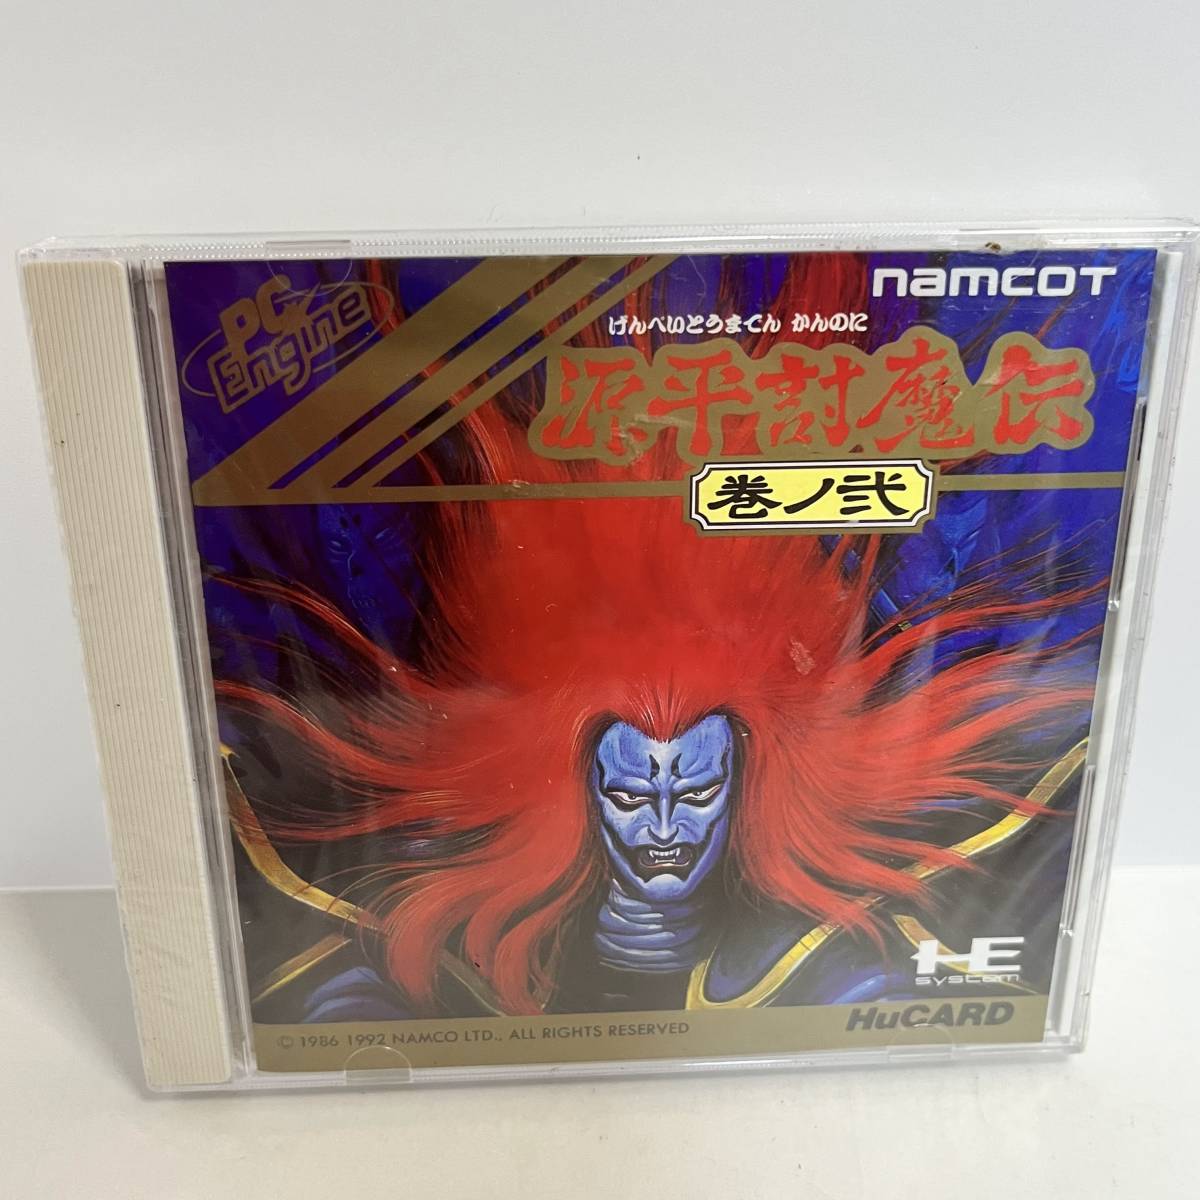 PC Engine
namcoT
げんぺいとうまでん かんのに
源平討魔伝
巻ノ弐
HE system
HuCARD
© 1986 1992 NAMCO LTD., ALL RIGHTS RESERVED